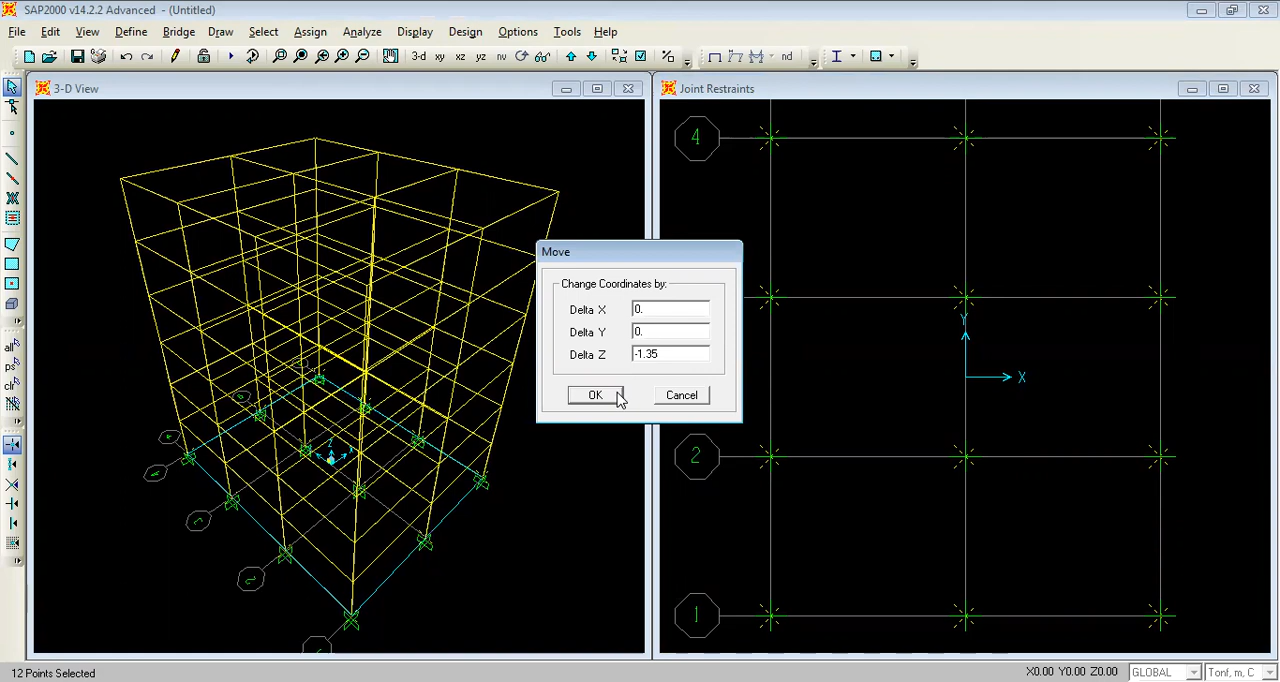 SAP2000 v14.2.2 Advanced - (Untitled)
File Edit View Define Bridge Draw Select Assign Analyze Display Design Options Tools Help
3-d xy xz yz nv nd
3-D View
Joint Restraints
all
ps
clr
Z
4
Y
X
2
1
Move
Change Coordinates by:
Delta X 0.
Delta Y 0.
Delta Z -1.35
OK Cancel
12 Points Selected
X0.00 Y0.00 Z0.00
GLOBAL
Tonf, m, C